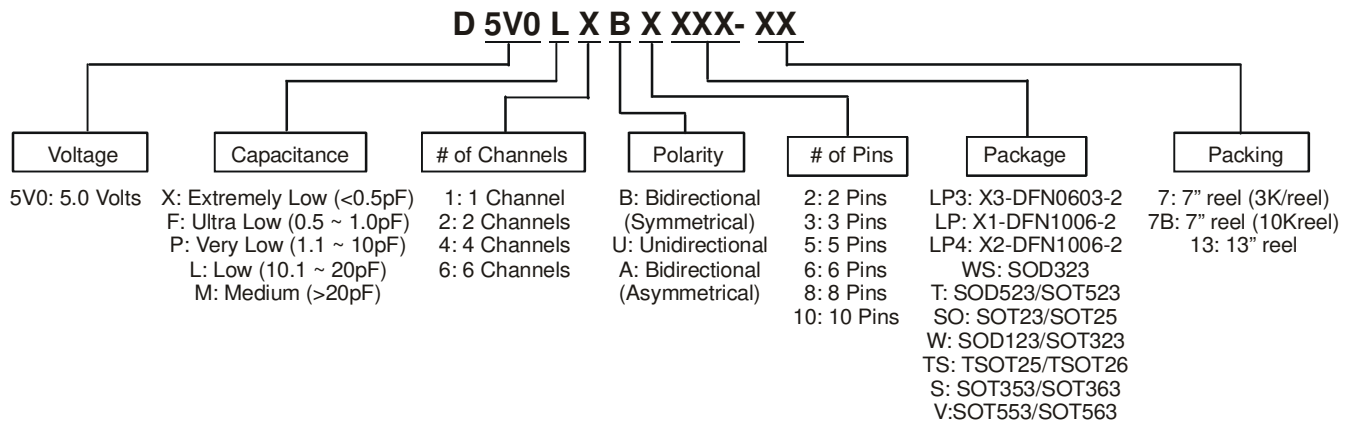 D 5V0 L X B X XXX- XX
Voltage
5V0: 5.0 Volts
Capacitance
X: Extremely Low (<0.5pF)
F: Ultra Low (0.5 ~ 1.0pF)
P: Very Low (1.1 ~ 10pF)
L: Low (10.1 ~ 20pF)
M: Medium (>20pF)
# of Channels
1: 1 Channel
2: 2 Channels
4: 4 Channels
6: 6 Channels
Polarity
B: Bidirectional
(Symmetrical)
U: Unidirectional
A: Bidirectional
(Asymmetrical)
# of Pins
2: 2 Pins
3: 3 Pins
5: 5 Pins
6: 6 Pins
8: 8 Pins
10: 10 Pins
Package
LP3: X3-DFN0603-2
LP: X1-DFN1006-2
LP4: X2-DFN1006-2
WS: SOD323
T: SOD523/SOT523
SO: SOT23/SOT25
W: SOD123/SOT323
TS: TSOT25/TSOT26
S: SOT353/SOT363
V:SOT553/SOT563
Packing
7: 7” reel (3K/reel)
7B: 7” reel (10Kreel)
13: 13” reel